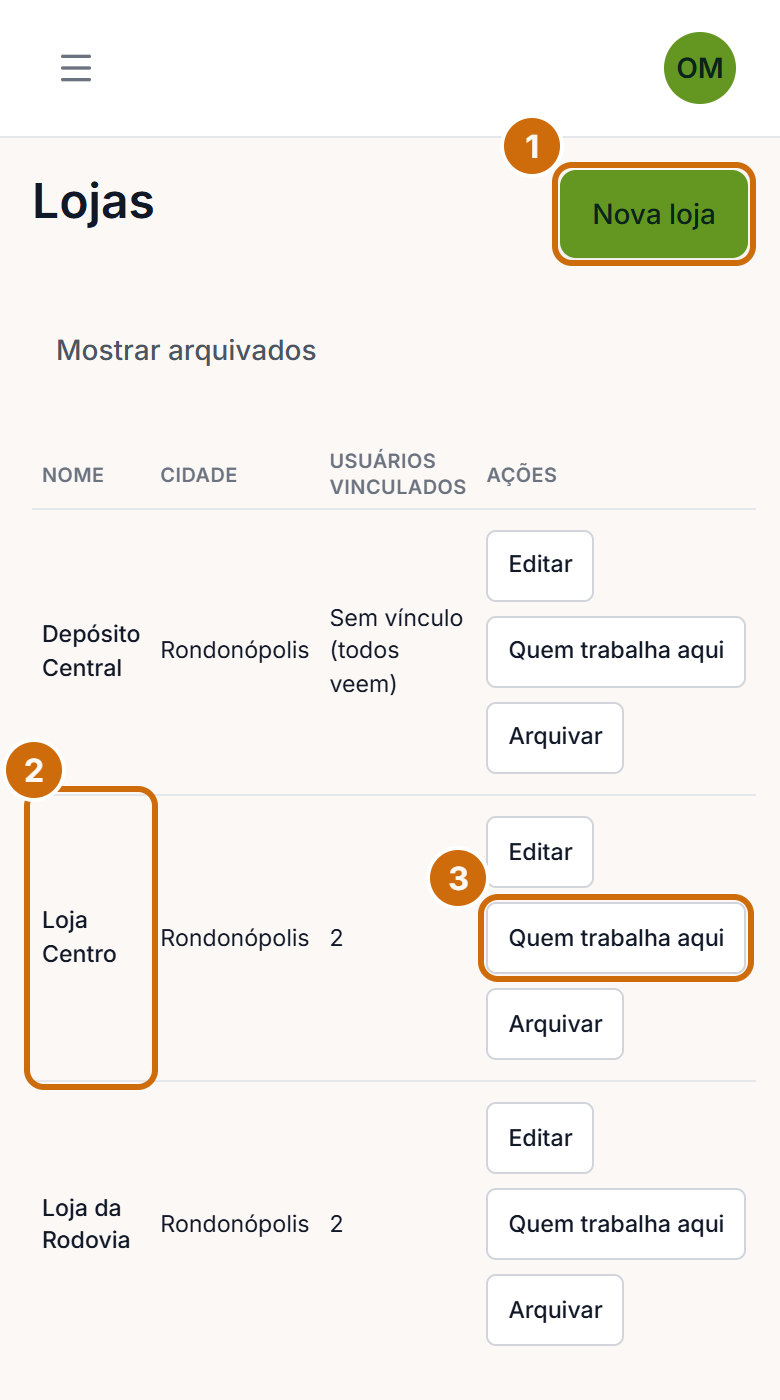 OM
1
Lojas
Nova loja
Mostrar arquivados
NOME
CIDADE
USUÁRIOS
VINCULADOS
AÇÕES
Depósito
Central
Rondonópolis
Sem vínculo
(todos
veem)
Editar
Quem trabalha aqui
Arquivar
2
Loja
Centro
Rondonópolis
2
Editar
3
Quem trabalha aqui
Arquivar
Loja da
Rodovia
Rondonópolis
2
Editar
Quem trabalha aqui
Arquivar